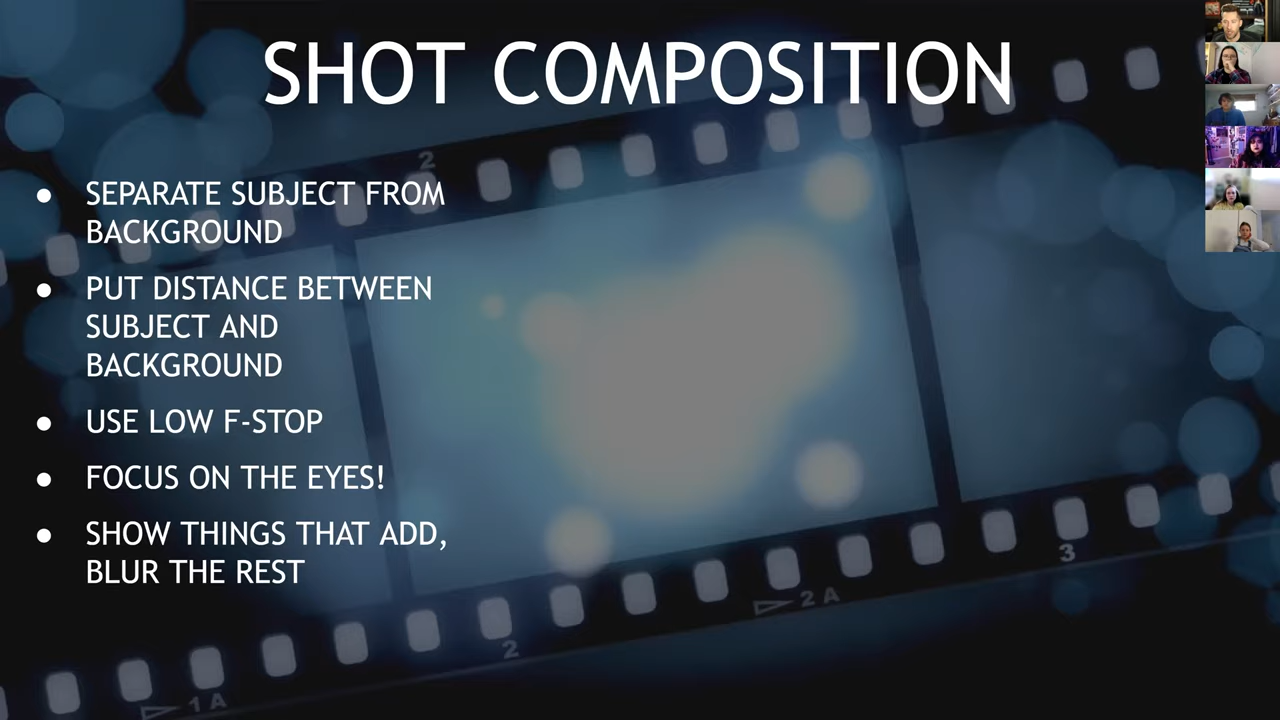 SHOT COMPOSITION
● SEPARATE SUBJECT FROM
BACKGROUND
● PUT DISTANCE BETWEEN
SUBJECT AND
BACKGROUND
● USE LOW F-STOP
● FOCUS ON THE EYES!
● SHOW THINGS THAT ADD,
BLUR THE REST
2
3
2 A
2
1 A